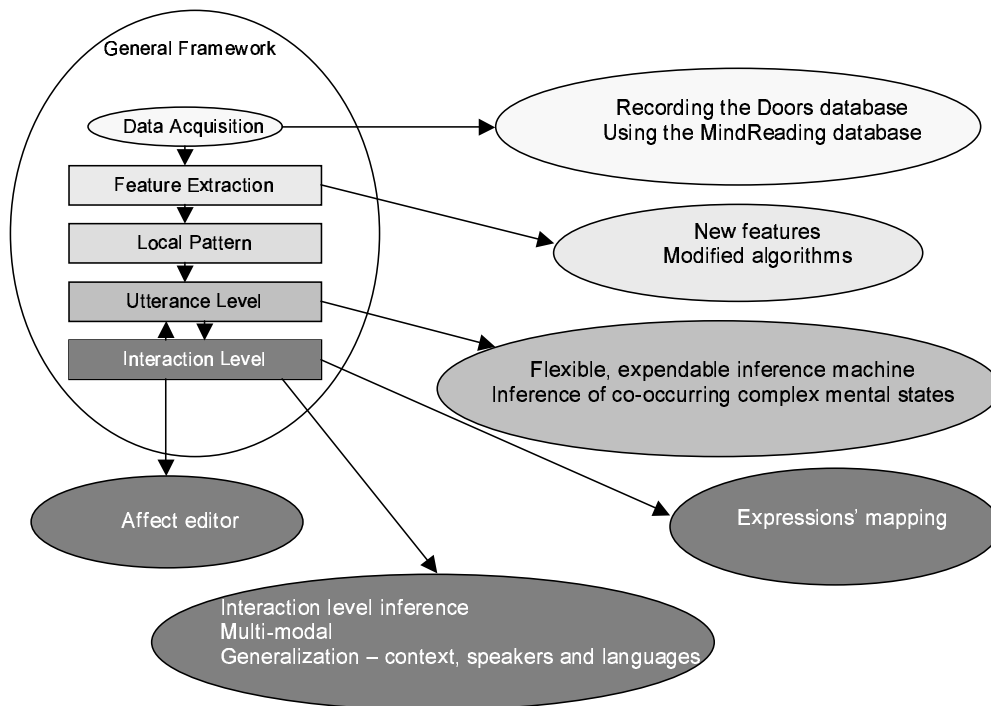 General Framework
Data Acquisition
Feature Extraction
Local Pattern
Utterance Level
Interaction Level
Recording the Doors database
Using the MindReading database
New features
Modified algorithms
Flexible, expendable inference machine
Inference of co-occurring complex mental states
Expressions’ mapping
Affect editor
Interaction level inference
Multi-modal
Generalization – context, speakers and languages